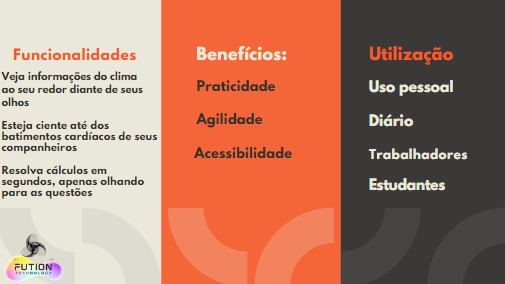 Funcionalidades
Veja informações do clima
ao seu redor diante de seus
olhos
Esteja ciente até dos
batimentos cardíacos de seus
companheiros
Resolva cálculos em
segundos, apenas olhando
para as questões
FUTION
TECHNOLOGY
Benefícios:
Praticidade
Agilidade
Acessibilidade
Utilização
Uso pessoal
Diário
Trabalhadores
Estudantes